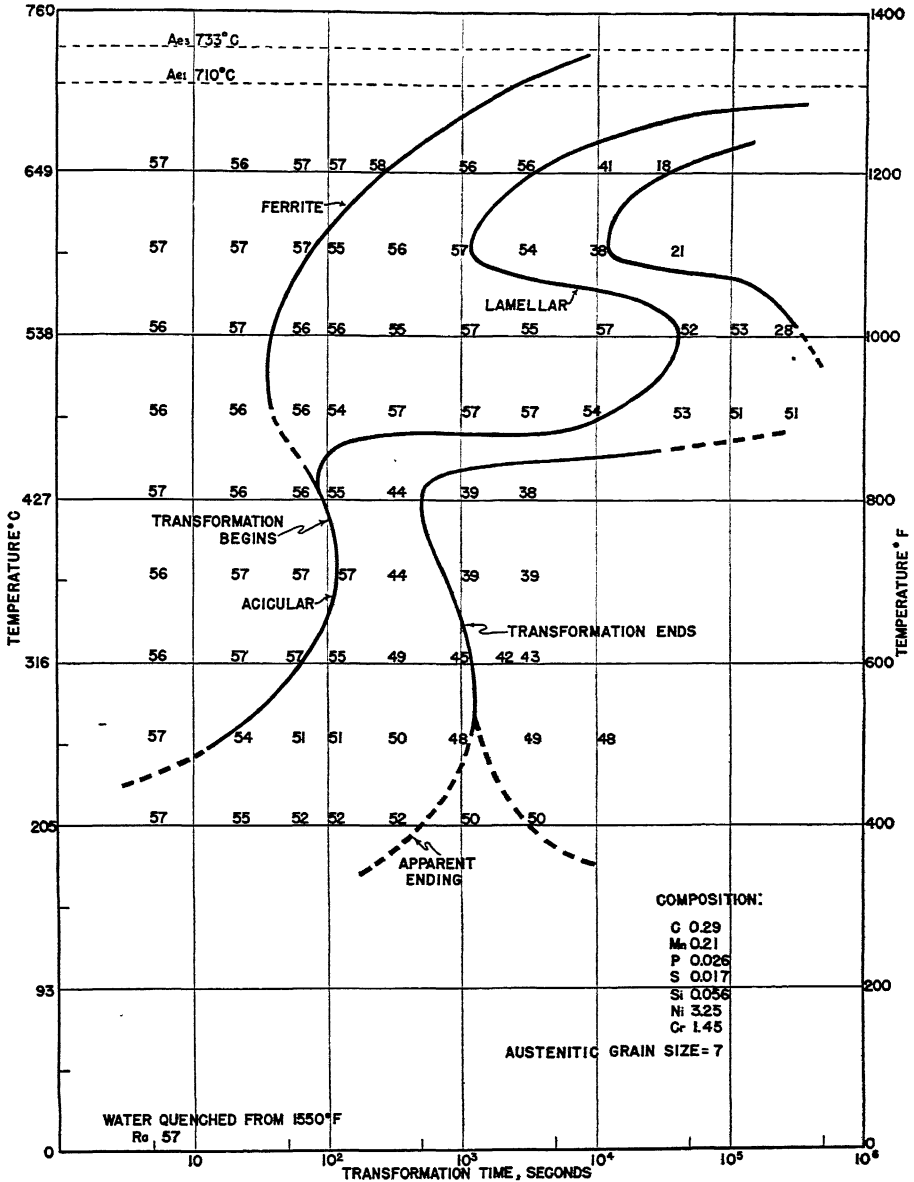 760
1400
Ae3 733°C
Ae1 710°C
57 56 57 57 58 56 56 41 18
649
1200
FERRITE
57 57 57 55 56 57 54 38 21
LAMELLAR
538
56 57 56 56 55 57 55 57 52 53 28
1000
56 56 56 54 57 57 57 54 53 51 51
57 56 56 55 44 39 38
427
800
TRANSFORMATION
BEGINS
56 57 57 57 44 39 39
ACICULAR
TRANSFORMATION ENDS
TEMPERATURE°C
TEMPERATURE°F
56 57 57 55 49 45 42 43
316
600
57 54 51 51 50 48 49 48
57 55 52 52 52 50 50
205
400
APPARENT
ENDING
COMPOSITION:
C 0.29
Mn 0.21
P 0.026
S 0.017
Si 0.056
Ni 3.25
Cr 1.45
93
200
AUSTENITIC GRAIN SIZE=7
WATER QUENCHED FROM 1550°F
Rc 57
0
0
10 10² 10³ 10⁴ 10⁵ 10⁶
TRANSFORMATION TIME, SECONDS